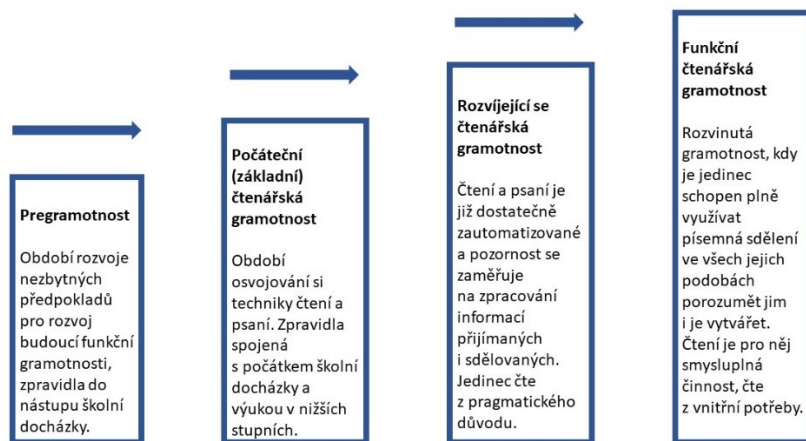 Pregramotnost
Období rozvoje
nezbytných
předpokladů
pro rozvoj
budoucí funkční
gramotnosti,
zpravidla do
nástupu školní
docházky.
Počáteční
(základní)
čtenářská
gramotnost
Období
osvojování si
techniky čtení a
psaní. Zpravidla
spojená
s počátkem školní
docházky a
výukou v nižších
stupních.
Rozvíjející se
čtenářská
gramotnost
Čtení a psaní je
již dostatečně
zautomatizované
a pozornost se
zaměřuje
na zpracování
informací
přijímaných
i sdělovaných.
Jedinec čte
z pragmatického
důvodu.
Funkční
čtenářská
gramotnost
Rozvinutá
gramotnost, kdy
je jedinec
schopen plně
využívat
písemná sdělení
ve všech jejich
podobách
porozumět jim
i je vytvářet.
Čtení je pro něj
smysluplná
činnost, čte
z vnitřní potřeby.